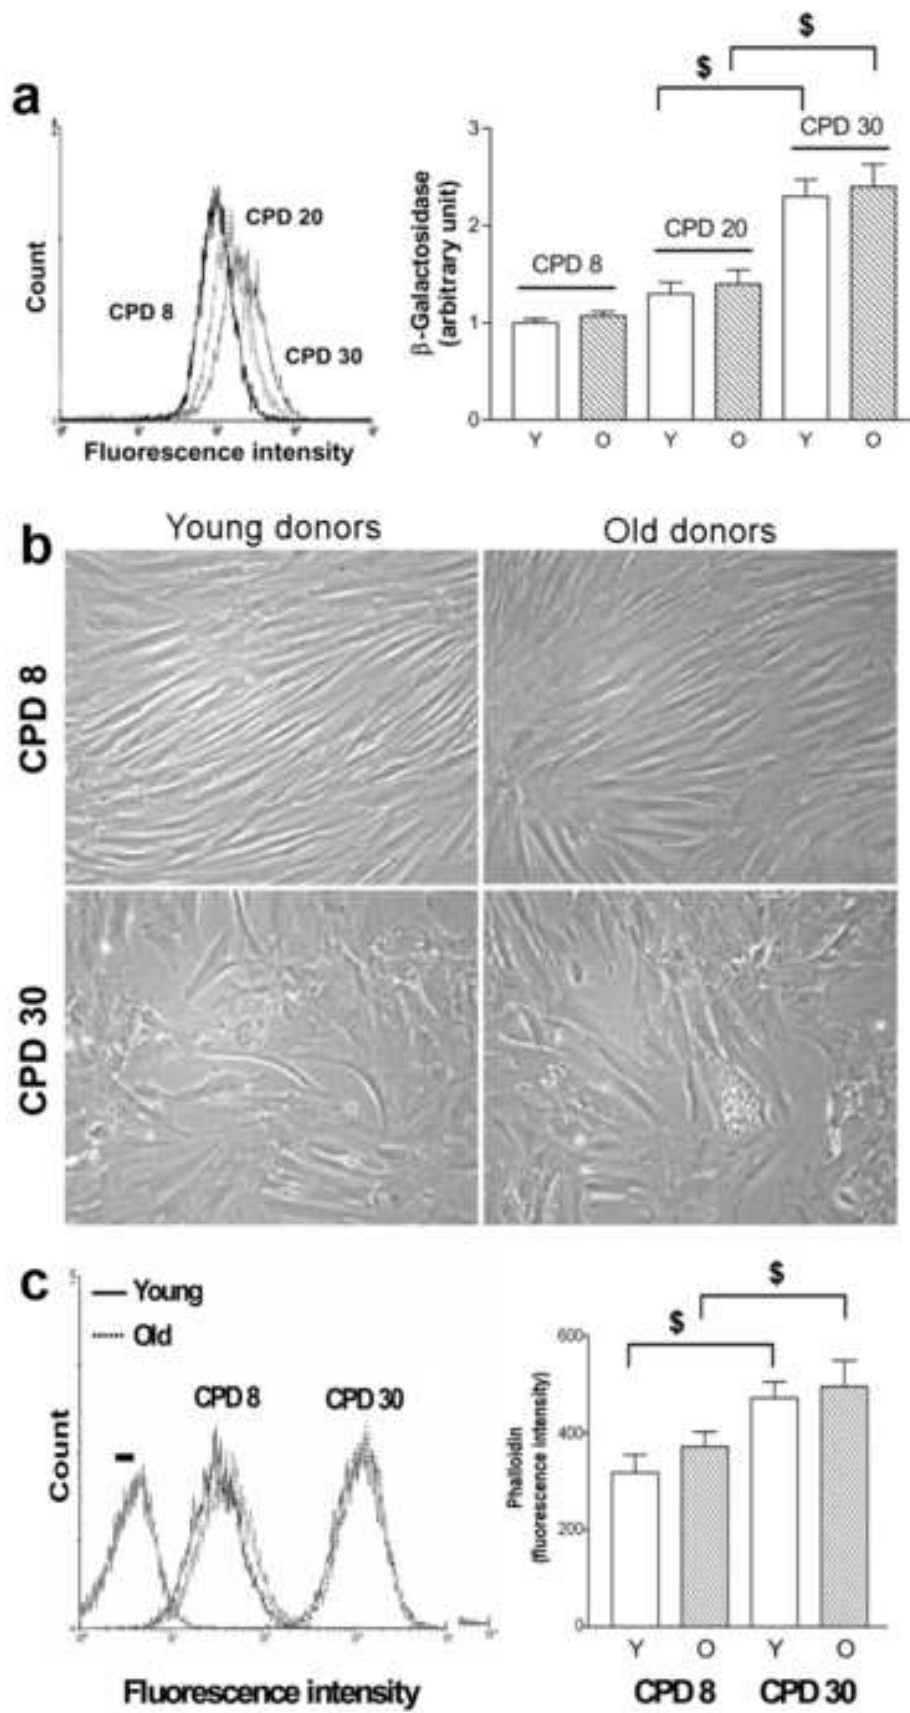 a
$
$
Count
CPD 20
CPD 8
CPD 30
Fluorescence intensity
β-Galactosidase
(arbitrary unit)
3
2
1
0
CPD 8
CPD 20
CPD 30
Y O Y O Y O
b
Young donors Old donors
CPD 8
CPD 30
c
Young
Old
CPD 8 CPD 30
Count
Fluorescence intensity
$
$
Phalloidin
(fluorescence intensity)
600
400
200
0
Y O Y O
CPD 8 CPD 30